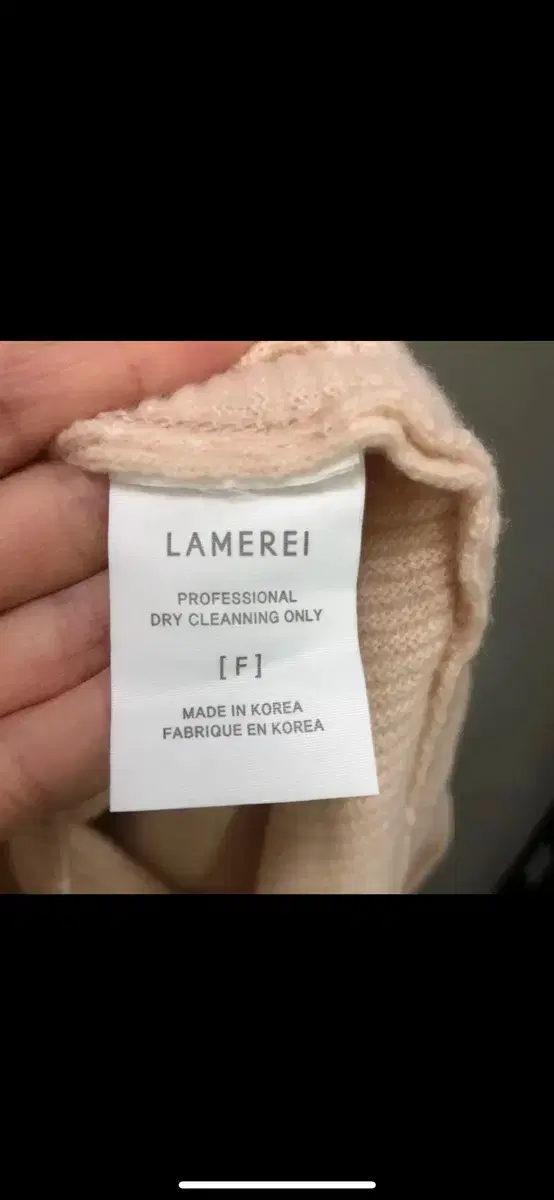 LAMEREI
PROFESSIONAL
DRY CLEANNING ONLY
[F]
MADE IN KOREA
FABRIQUE EN KOREA